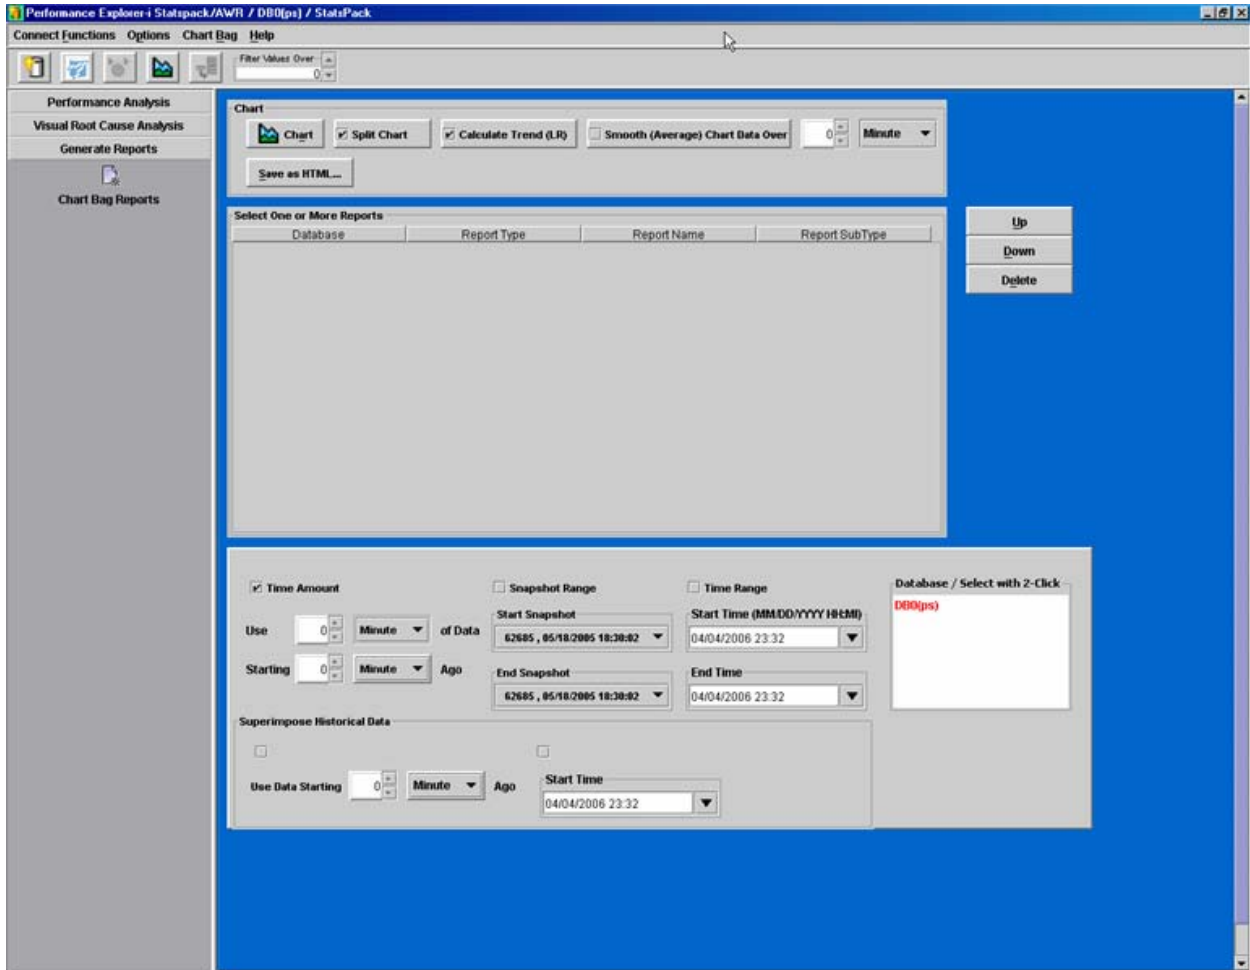 Performance Explorer-i Statspack/AWR / DB0(ps) / StatsPack
Connect Functions Options Chart Bag Help
Filter Values Over
0
Performance Analysis
Visual Root Cause Analysis
Generate Reports
Chart Bag Reports
Chart
Chart Split Chart Calculate Trend (LR) Smooth (Average) Chart Data Over 0 Minute
Save as HTML...
Select One or More Reports
Database Report Type Report Name Report SubType
Up
Down
Delete
Time Amount Snapshot Range Time Range Database / Select with 2-Click
DB0(ps)
Start Snapshot Start Time (MM/DD/YYYY HH:MI)
Use 0 Minute of Data 62685 , 05/18/2005 18:30:02 04/04/2006 23:32
Starting 0 Minute Ago End Snapshot End Time
62685 , 05/18/2005 18:30:02 04/04/2006 23:32
Superimpose Historical Data
Use Data Starting 0 Minute Ago Start Time
04/04/2006 23:32